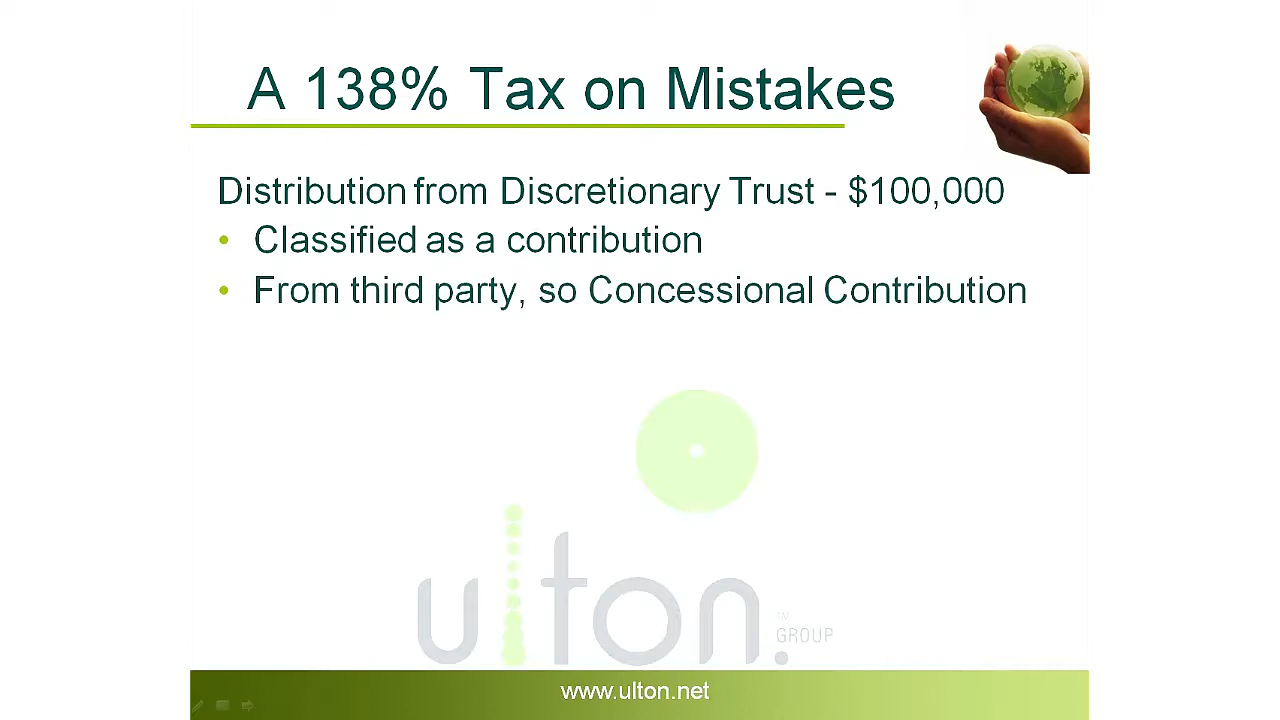 A 138% Tax on Mistakes
Distribution from Discretionary Trust - $100,000
• Classified as a contribution
• From third party, so Concessional Contribution
ulton.
TM
GROUP
www.ulton.net